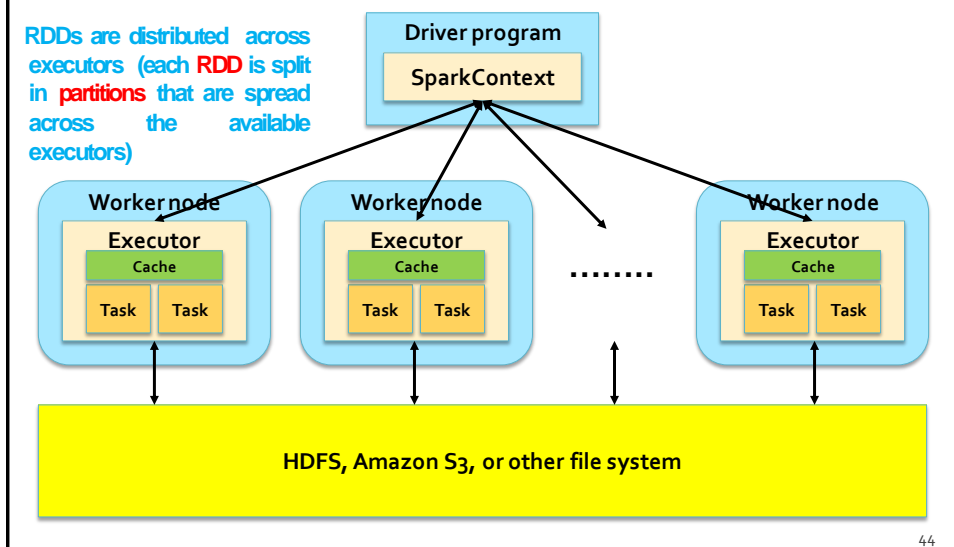 RDDs are distributed across
executors (each RDD is split
in partitions that are spread
across the available
executors)
Driver program
SparkContext
Worker node
Executor
Cache
Task Task
Worker node
Executor
Cache
Task Task
........
Worker node
Executor
Cache
Task Task
HDFS, Amazon S3, or other file system
44